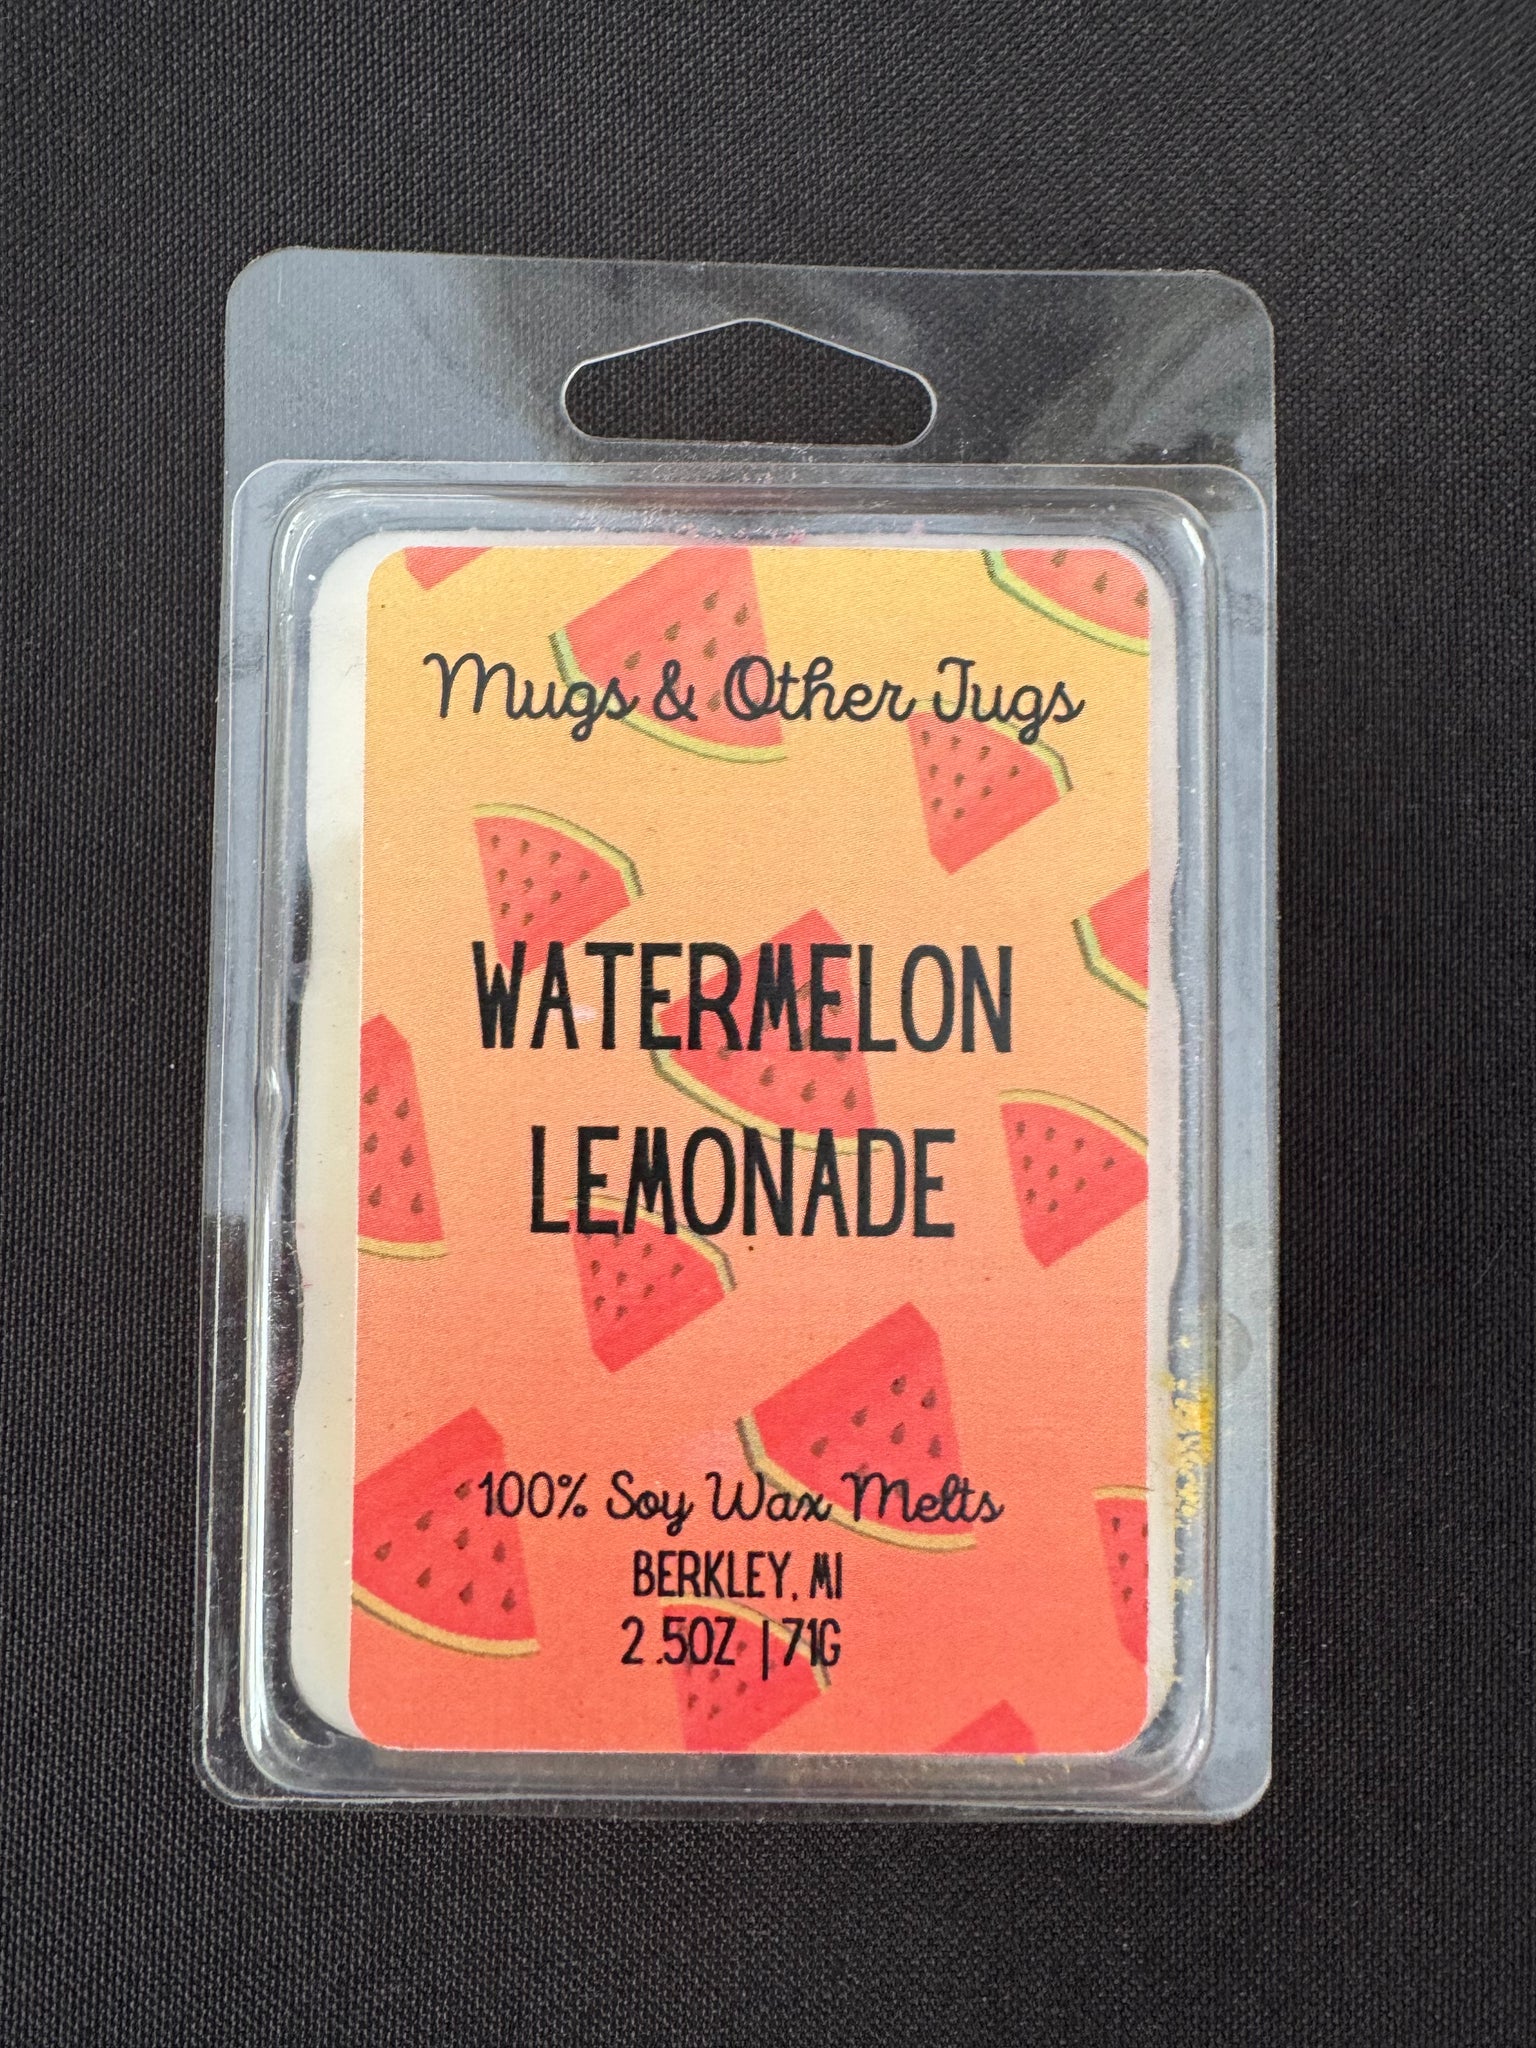 Mugs & Other Jugs
WATERMELON
LEMONADE
100% Soy Wax Melts
BERKLEY, MI
2.5OZ | 71G